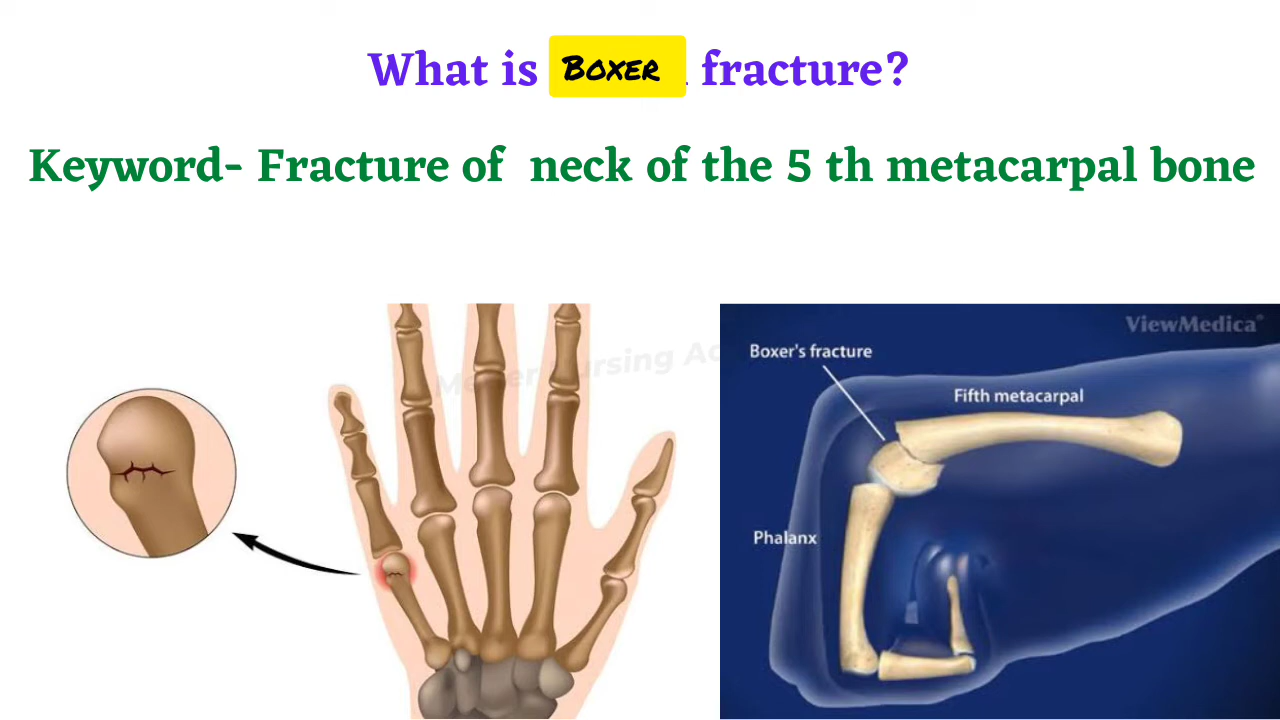 What is Boxer fracture?
Keyword- Fracture of neck of the 5 th metacarpal bone
ViewMedica®
Boxer's fracture
Fifth metacarpal
Phalanx